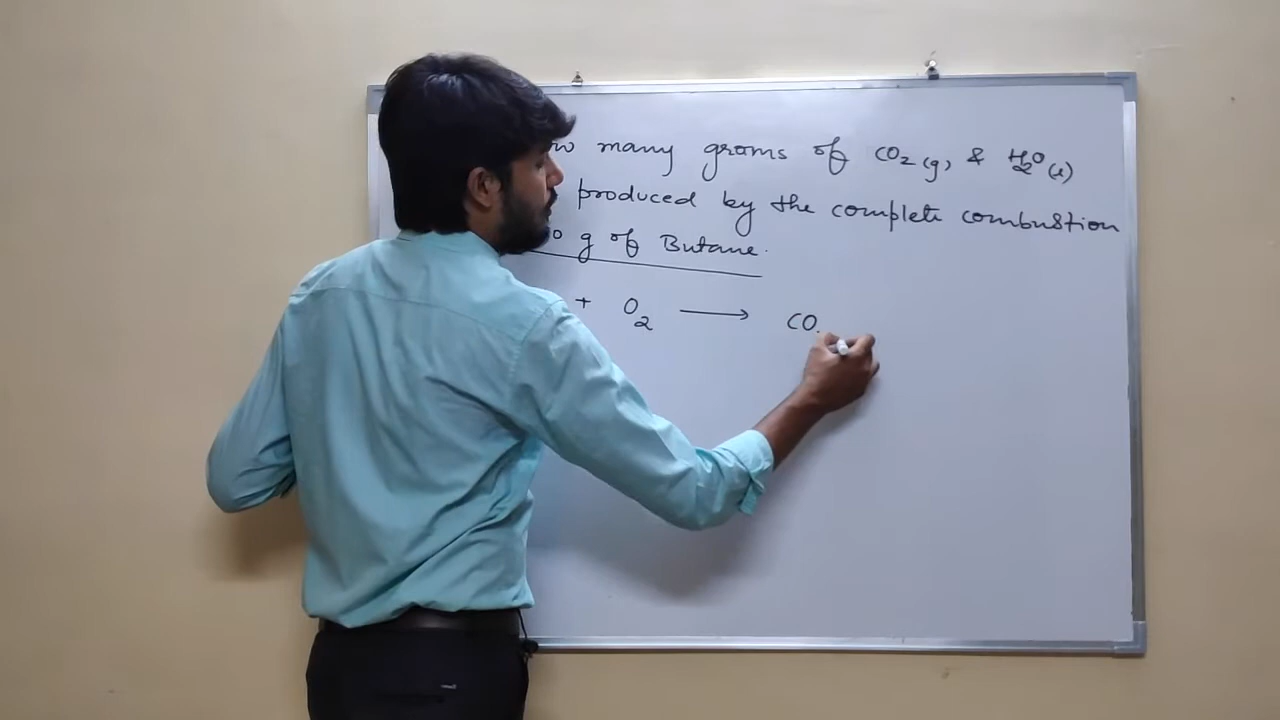 many grams of CO2 (g) & H2O (l)
produced by the complete combustion
g of Butane.
+ O2 ⟶ CO